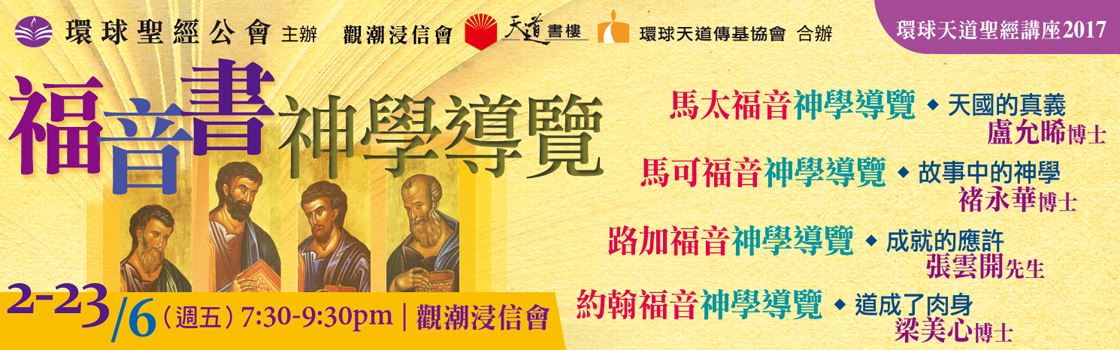 環球聖經公會 主辦 觀潮浸信會 天道書樓 環球天道傳基協會 合辦
環球天道聖經講座2017
福音書神學導覽
2-23/6(週五)7:30-9:30pm | 觀潮浸信會
馬太福音神學導覽 ◆ 天國的真義
盧允晞博士
馬可福音神學導覽 ◆ 故事中的神學
褚永華博士
路加福音神學導覽 ◆ 成就的應許
張雲開先生
約翰福音神學導覽 ◆ 道成了肉身
梁美心博士